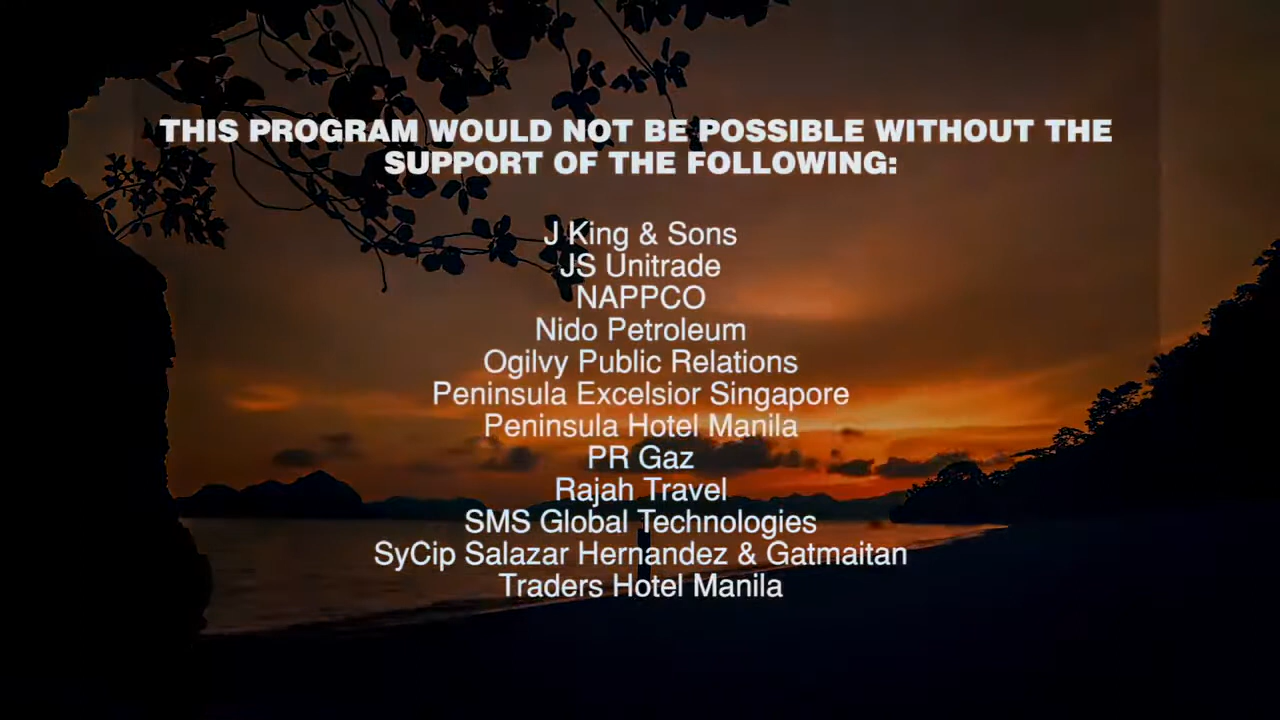 THIS PROGRAM WOULD NOT BE POSSIBLE WITHOUT THE
SUPPORT OF THE FOLLOWING:
J King & Sons
JS Unitrade
NAPPCO
Nido Petroleum
Ogilvy Public Relations
Peninsula Excelsior Singapore
Peninsula Hotel Manila
PR Gaz
Rajah Travel
SMS Global Technologies
SyCip Salazar Hernandez & Gatmaitan
Traders Hotel Manila